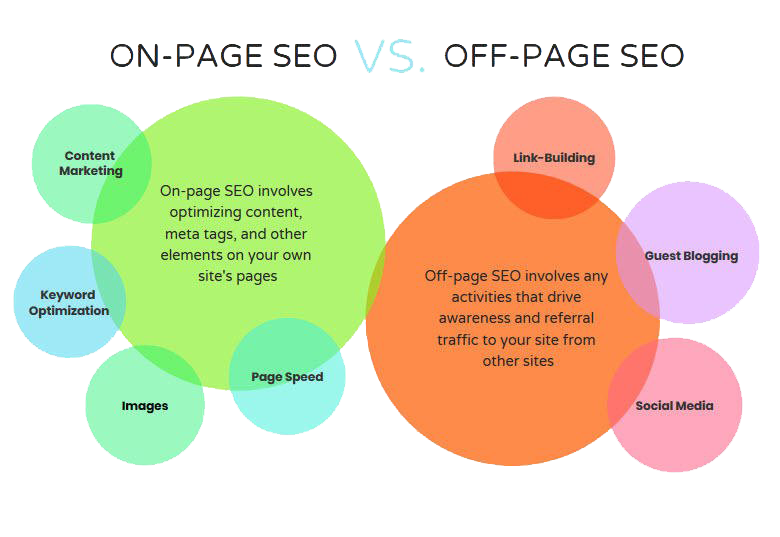 ON-PAGE SEO VS. OFF-PAGE SEO
Content
Marketing
On-page SEO involves
optimizing content,
meta tags, and other
elements on your own
site's pages
Keyword
Optimization
Images
Page Speed
Link-Building
Off-page SEO involves any
activities that drive
awareness and referral
traffic to your site from
other sites
Guest Blogging
Social Media